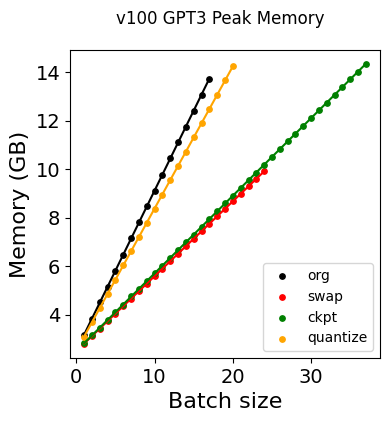 v100 GPT3 Peak Memory
Memory (GB)
14
12
10
8
6
4
0
10
20
30
Batch size
org
swap
ckpt
quantize